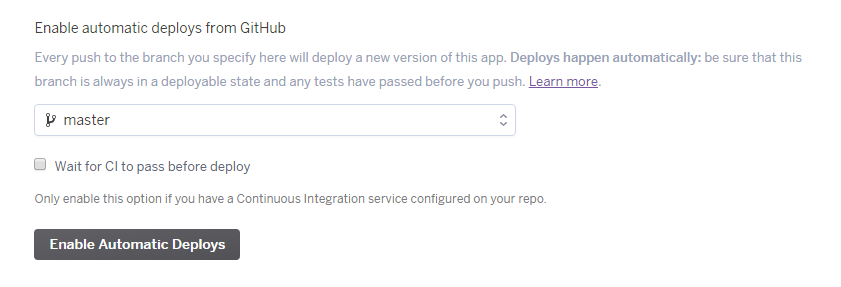 Enable automatic deploys from GitHub
Every push to the branch you specify here will deploy a new version of this app. Deploys happen automatically: be sure that this
branch is always in a deployable state and any tests have passed before you push. Learn more.
master
Wait for CI to pass before deploy
Only enable this option if you have a Continuous Integration service configured on your repo.
Enable Automatic Deploys